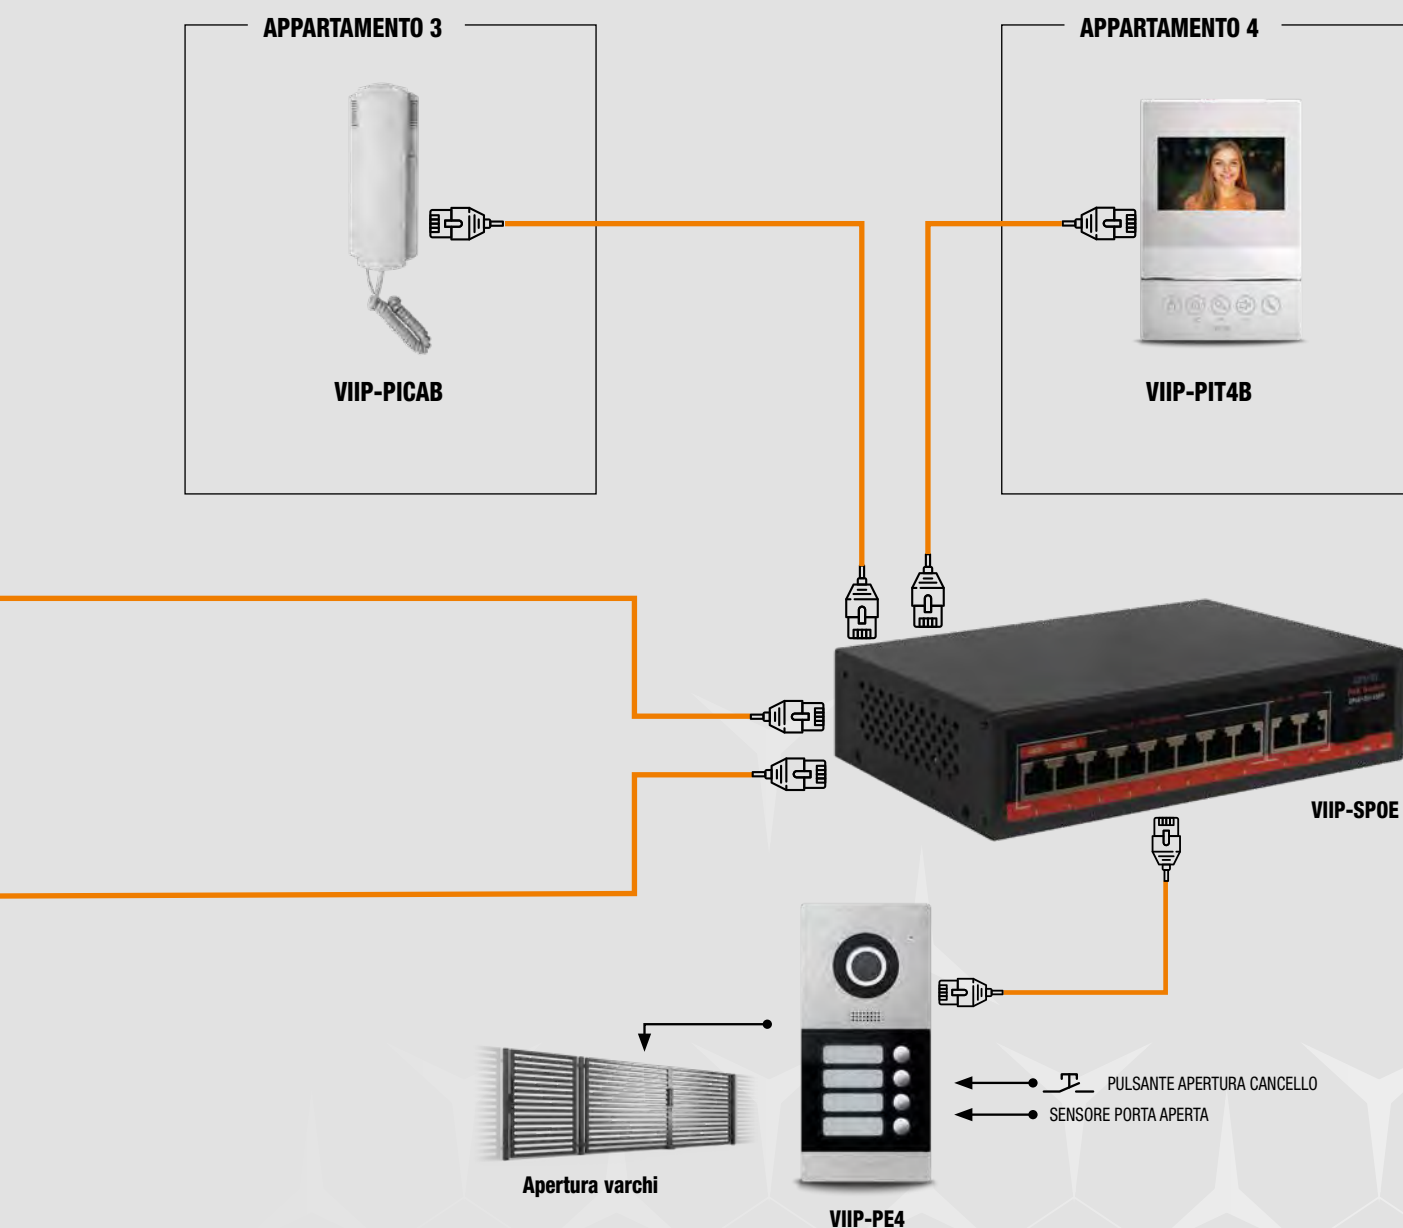 APPARTAMENTO 3
APPARTAMENTO 4
VIIP-PICAB
VIIP-PIT4B
VIIP-SPOE
PULSANTE APERTURA CANCELLO
SENSORE PORTA APERTA
Apertura varchi
VIIP-PE4